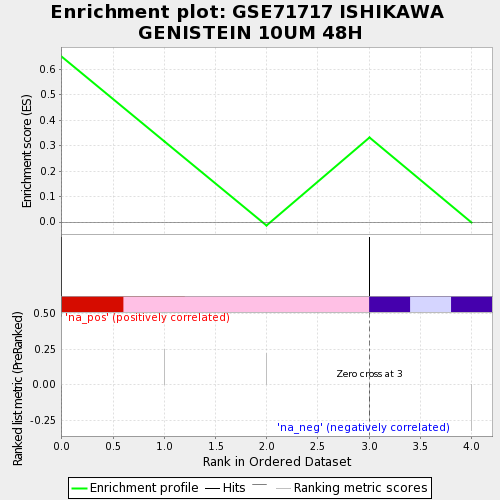 Enrichment plot: GSE71717 ISHIKAWA
GENISTEIN 10UM 48H
Enrichment score (ES)
0.6
0.5
0.4
0.3
0.2
0.1
0.0
Ranked list metric (PreRanked)
0.50
0.25
0.00
-0.25
'na_pos' (positively correlated)
Zero cross at 3
'na_neg' (negatively correlated)
0.0 0.5 1.0 1.5 2.0 2.5 3.0 3.5 4.0
Rank in Ordered Dataset
Enrichment profile Hits Ranking metric scores